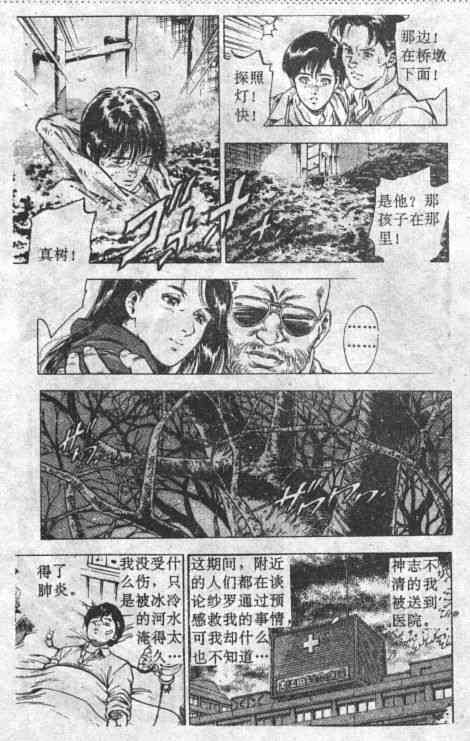 那边！
在桥墩
下面！
探照
灯！
快！
是他？那
孩子在那
里！
真树！
……
……
神志不
清的我
被送到
医院。
这期间，附近
的人们都在谈
论纱罗通过预
感救我的事情，
可我却什么
也不知道…
我没受什
么伤，只
是被冰冷
的河水
淹得太
久…
得了
肺炎。